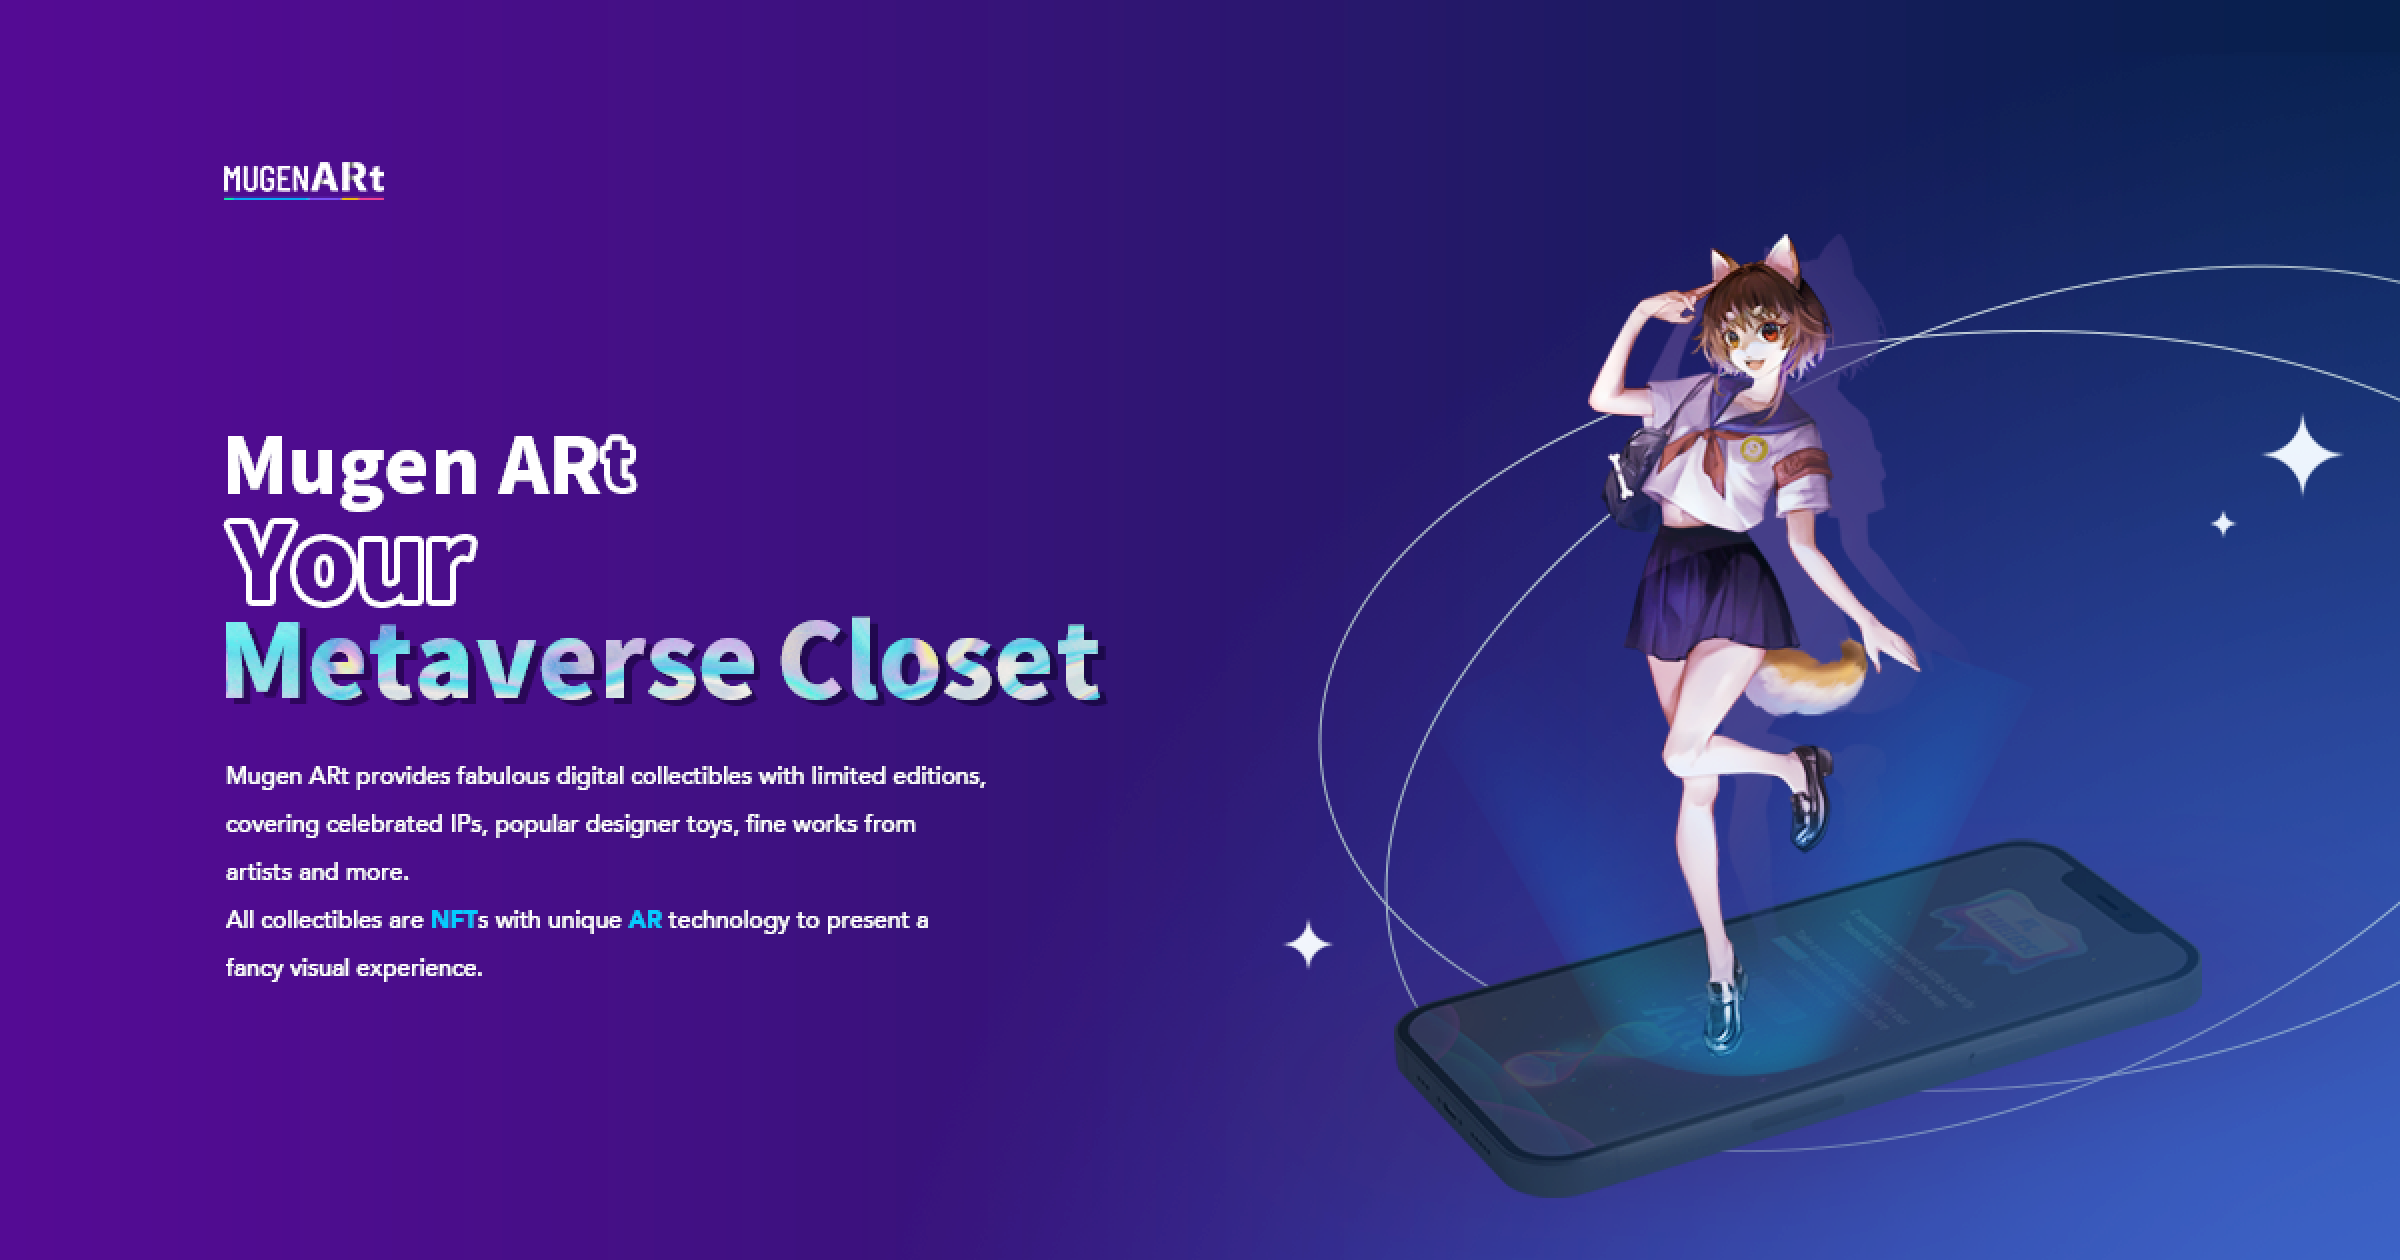 MUGENARt
Mugen ARt
Your
Metaverse Closet
Mugen ARt provides fabulous digital collectibles with limited editions,
covering celebrated IPs, popular designer toys, fine works from
artists and more.
All collectibles are NFTs with unique AR technology to present a
fancy visual experience.